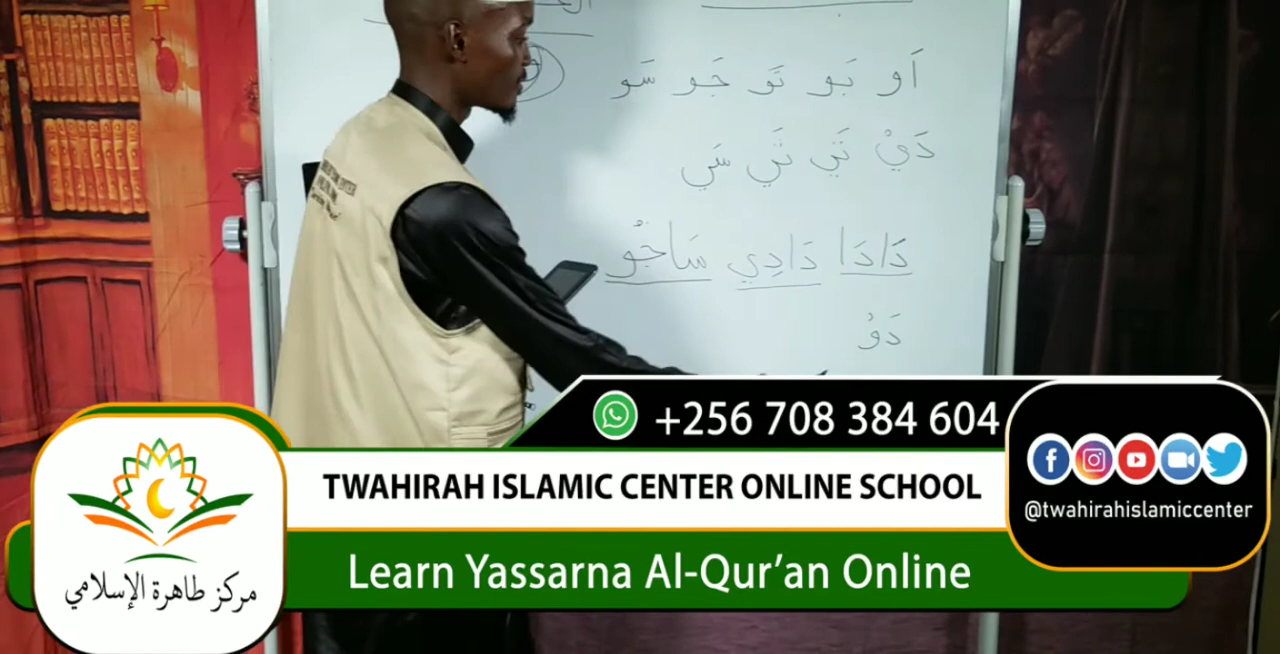 اَو بَو تَو جَو سَو
دَيْ تَي ثَي سَي
دَادَا دَادِي سَاجُو
دَوْ
+256 708 384 604
TWAHIRAH ISLAMIC CENTER ONLINE SCHOOL
@twahirahislamiccenter
Learn Yassarna Al-Qur’an Online
مركز طاهرة الإسلامي